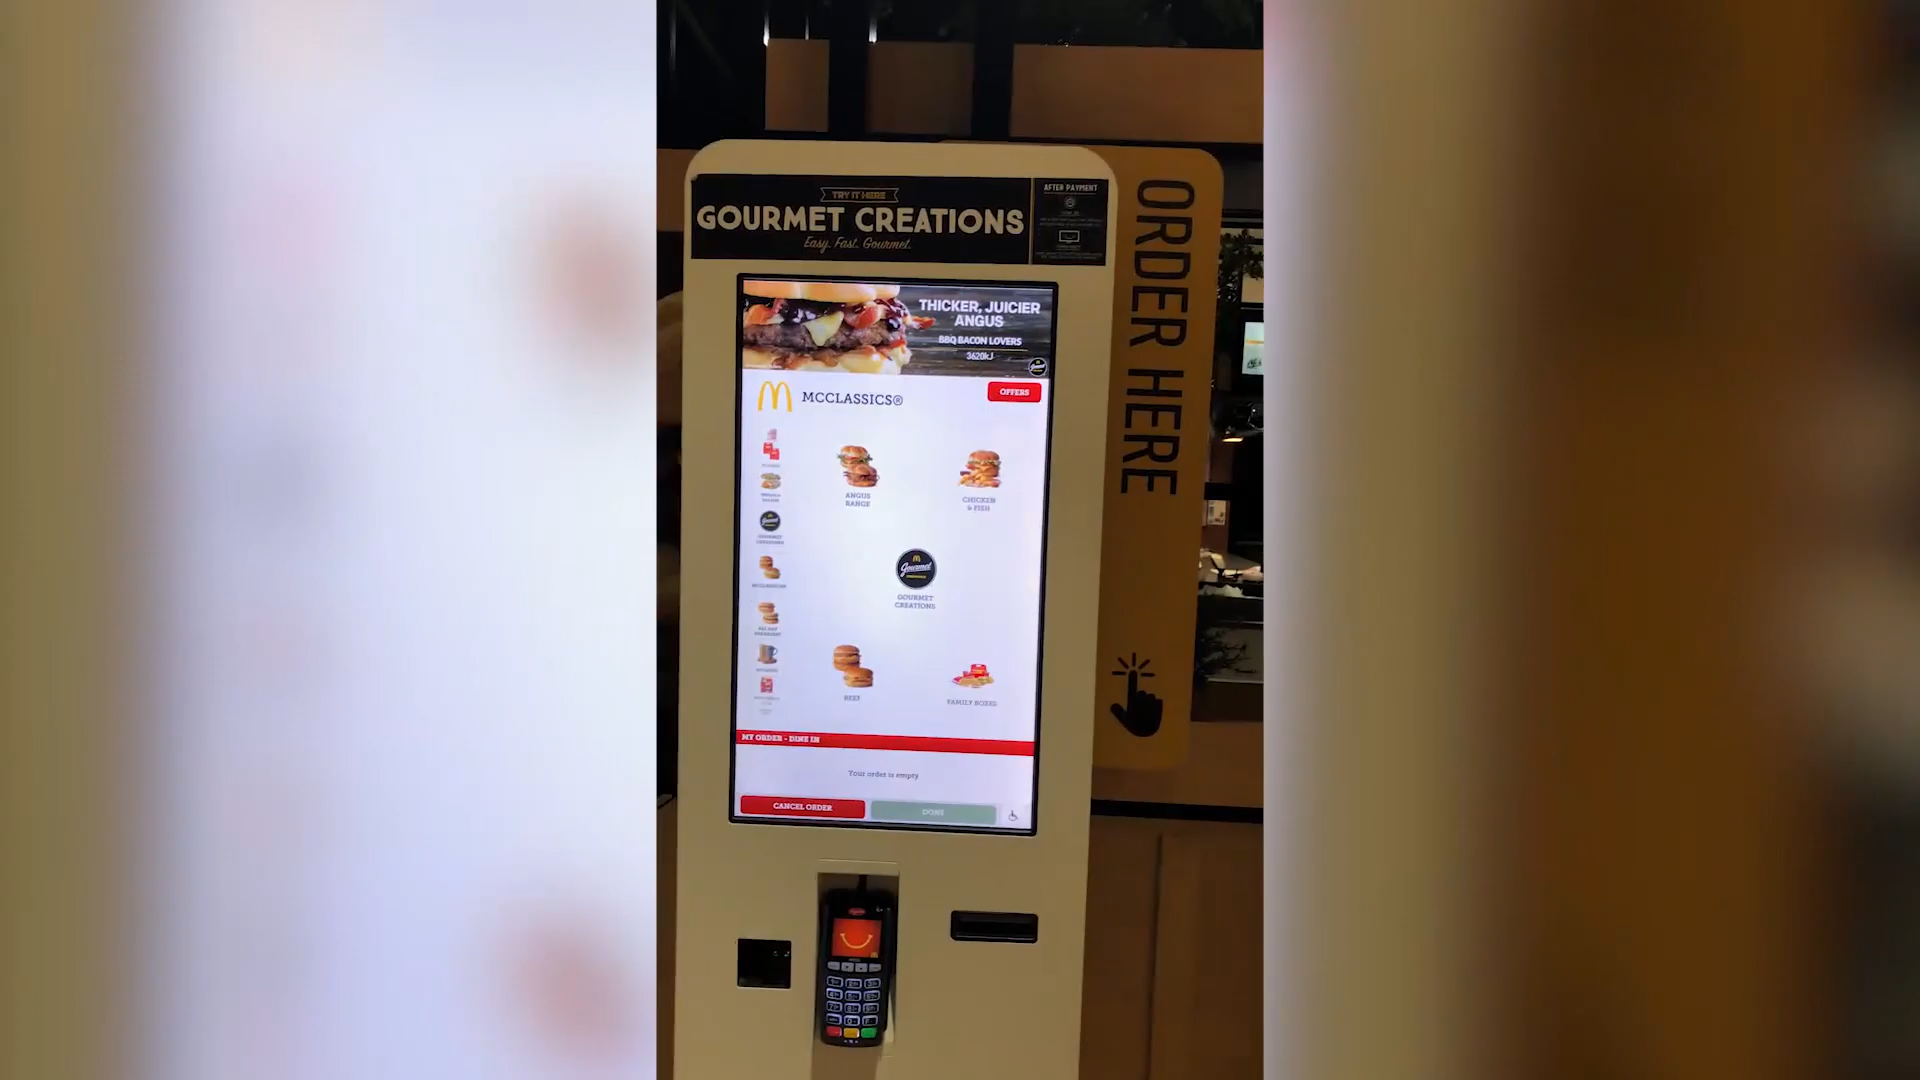 TRY IT HERE
GOURMET CREATIONS
Easy. Fast. Gourmet.
AFTER PAYMENT
ORDER HERE
THICKER, JUICIER
ANGUS
BBQ BACON LOVERS
3620kJ
MCCLASSICS®
OFFERS
ANGUS
RANGE
CHICKEN
& FISH
Gourmet
GOURMET
CREATIONS
BEEF
FAMILY BOXES
MY ORDER - DINE IN
Your order is empty
CANCEL ORDER
DONE